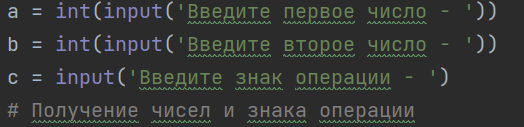 a = int(input('Введите первое число - '))
b = int(input('Введите второе число - '))
c = input('Введите знак операции - ')
# Получение чисел и знака операции